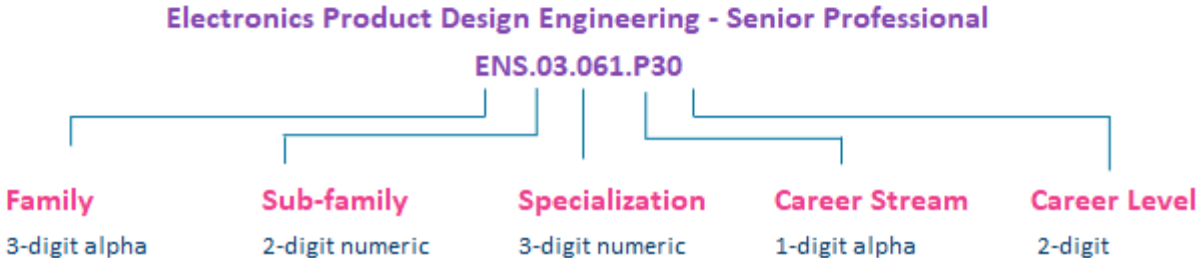 Electronics Product Design Engineering - Senior Professional
ENS.03.061.P30
Family Sub-family Specialization Career Stream Career Level
3-digit alpha 2-digit numeric 3-digit numeric 1-digit alpha 2-digit